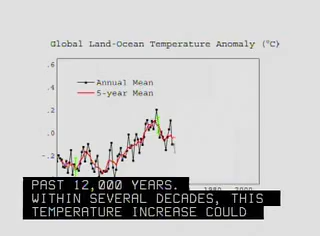 Global Land-Ocean Temperature Anomaly (°C)
.6
.4
Annual Mean
.2
5-year Mean
.0
-.2
1980 2000
PAST 12,000 YEARS.
WITHIN SEVERAL DECADES, THIS
TEMPERATURE INCREASE COULD